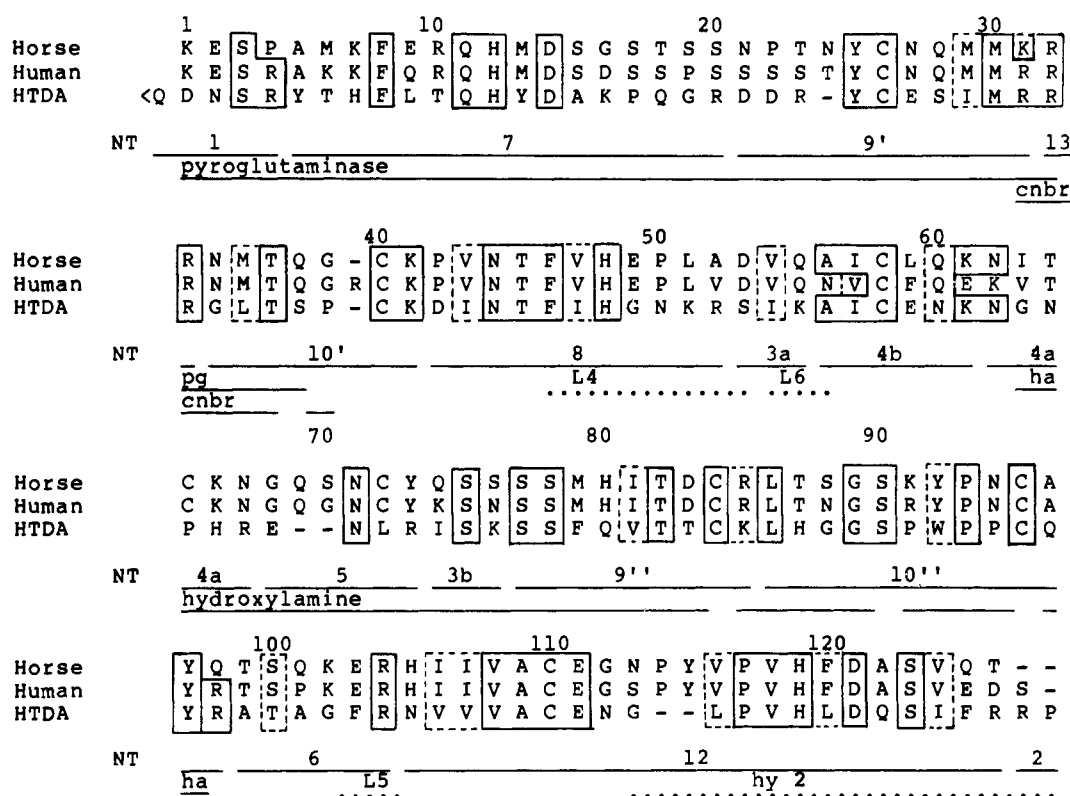 1 10 20 30
Horse K E S P A M K F E R Q H M D S G S T S S N P T N Y C N Q M M K R
Human K E S R A K K F Q R Q H M D S D S S P S S S S T Y C N Q M M R R
HTDA <Q D N S R Y T H F L T Q H Y D A K P Q G R D D R - Y C E S I M R R
NT 1 7 9' 13
pyroglutaminase
cnbr
40 50 60
Horse R N M T Q G - C K P V N T F V H E P L A D V Q A I C L Q K N I T
Human R N M T Q G R C K P V N T F V H E P L V D V Q N V C F Q E K V T
HTDA R G L T S P - C K D I N T F I H G N K R S I K A I C E N K N G N
NT 10' 8 3a 4b 4a
pg L4 L6 ha
cnbr
70 80 90
Horse C K N G Q S N C Y Q S S S S M H I T D C R L T S G S K Y P N C A
Human C K N G Q G N C Y K S N S S M H I T D C R L T N G S R Y P N C A
HTDA P H R E - - N L R I S K S S F Q V T T C K L H G G S P W P P C Q
NT 4a 5 3b 9'' 10''
hydroxylamine
100 110 120
Horse Y Q T S Q K E R H I I V A C E G N P Y V P V H F D A S V Q T - -
Human Y R T S P K E R H I I V A C E G S P Y V P V H F D A S V E D S -
HTDA Y R A T A G F R N V V V A C E N G - - L P V H L D Q S I F R R P
NT 6 12 2
ha L5 hy 2